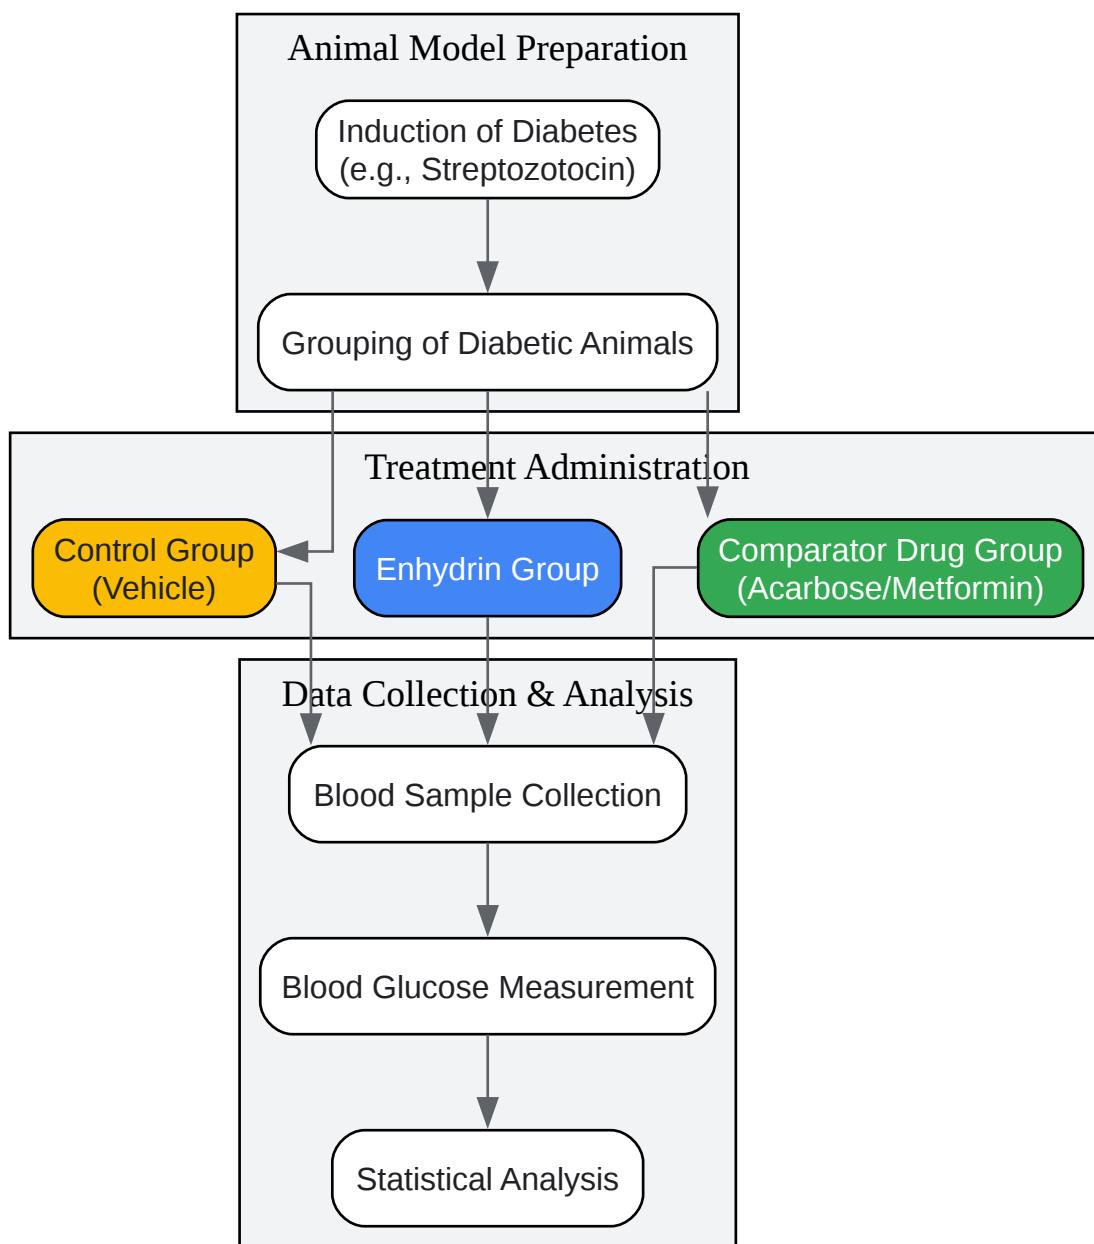 Animal Model Preparation
Induction of Diabetes
(e.g., Streptozotocin)
Grouping of Diabetic Animals
Treatment Administration
Control Group
(Vehicle)
Enhydrin Group
Comparator Drug Group
(Acarbose/Metformin)
Data Collection & Analysis
Blood Sample Collection
Blood Glucose Measurement
Statistical Analysis